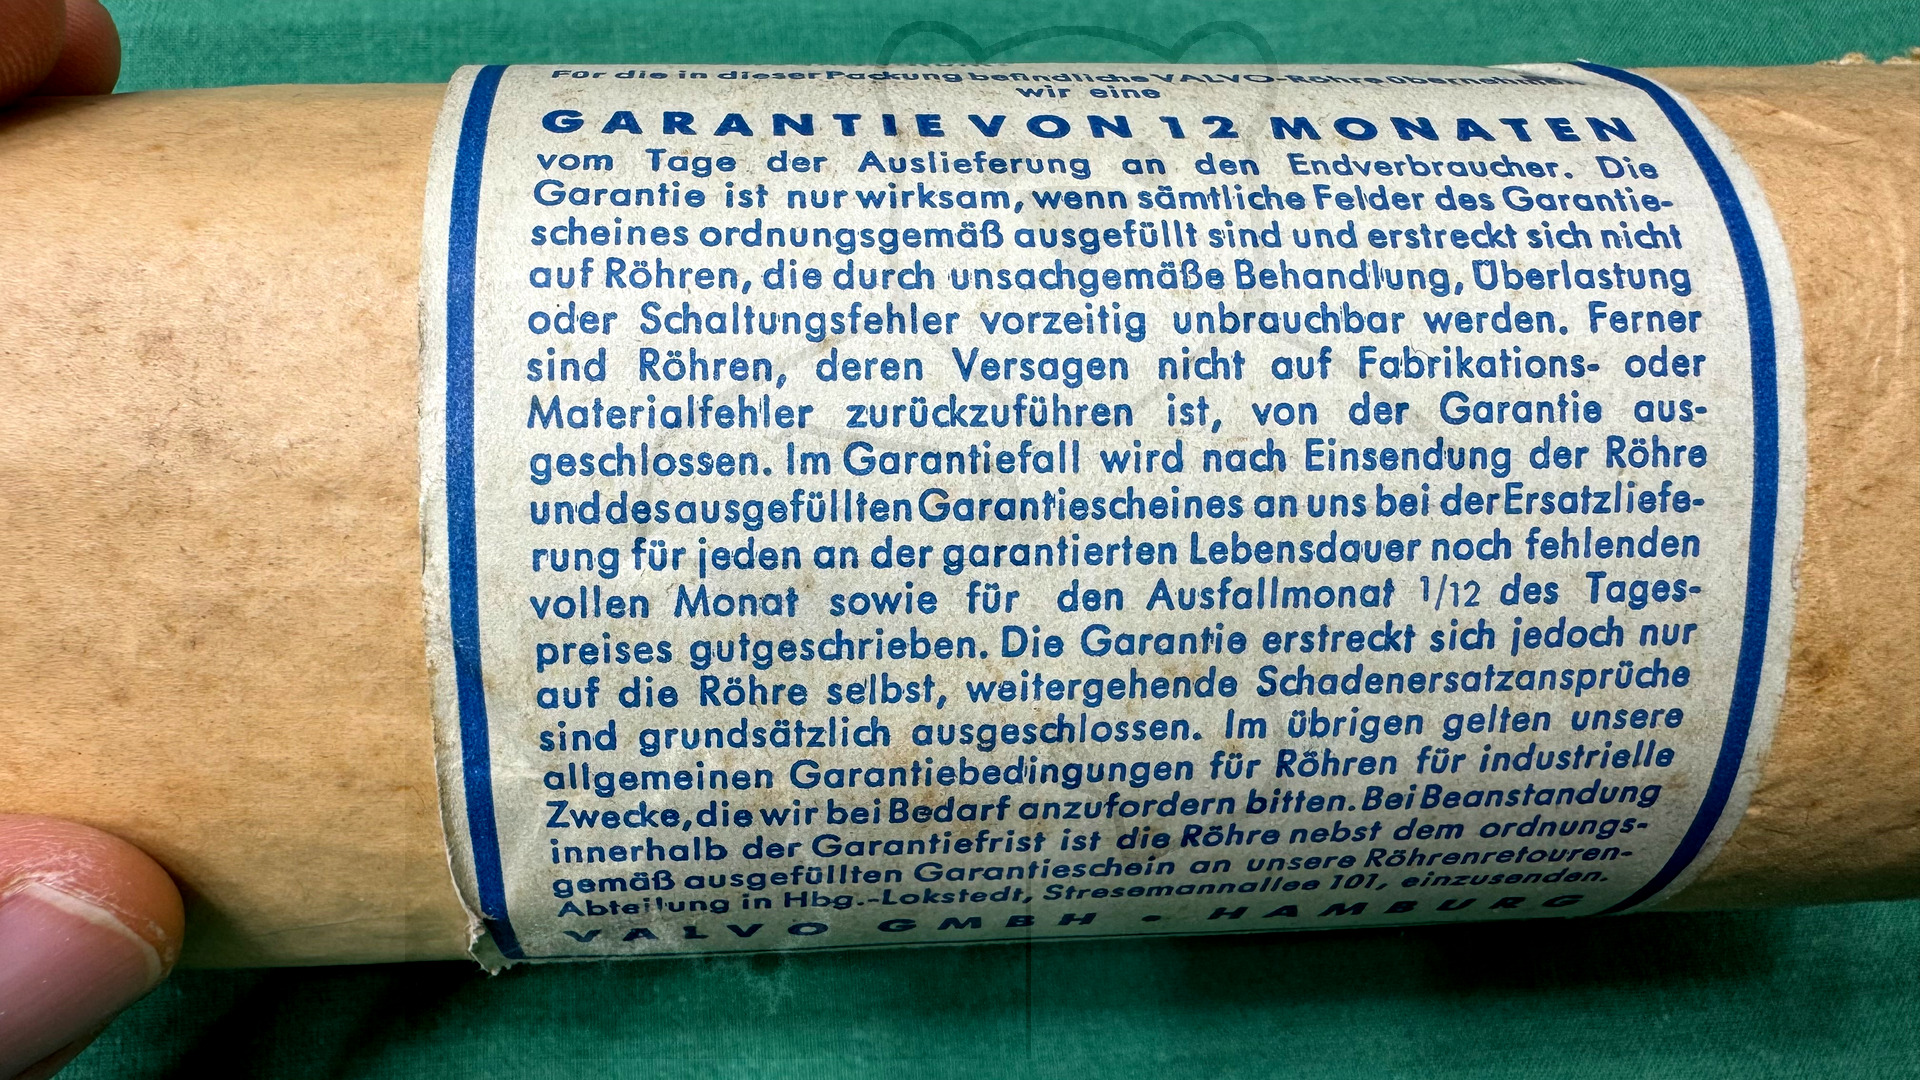 Für die in dieser Packung befindliche VALVO-Röhre übernehmen
wir eine
GARANTIE VON 12 MONATEN
vom Tage der Auslieferung an den Endverbraucher. Die
Garantie ist nur wirksam, wenn sämtliche Felder des Garantie-
scheines ordnungsgemäß ausgefüllt sind und erstreckt sich nicht
auf Röhren, die durch unsachgemäße Behandlung, Überlastung
oder Schaltungsfehler vorzeitig unbrauchbar werden. Ferner
sind Röhren, deren Versagen nicht auf Fabrikations- oder
Materialfehler zurückzuführen ist, von der Garantie aus-
geschlossen. Im Garantiefall wird nach Einsendung der Röhre
und des ausgefüllten Garantiescheines an uns bei der Ersatzliefe-
rung für jeden an der garantierten Lebensdauer noch fehlenden
vollen Monat sowie für den Ausfallmonat 1/12 des Tages-
preises gutgeschrieben. Die Garantie erstreckt sich jedoch nur
auf die Röhre selbst, weitergehende Schadenersatzansprüche
sind grundsätzlich ausgeschlossen. Im übrigen gelten unsere
allgemeinen Garantiebedingungen für Röhren für industrielle
Zwecke, die wir bei Bedarf anzufordern bitten. Bei Beanstandung
innerhalb der Garantiefrist ist die Röhre nebst dem ordnungs-
gemäß ausgefüllten Garantieschein an unsere Röhrenretouren-
Abteilung in Hbg.-Lokstedt, Stresemannallee 101, einzusenden.
VALVO GMBH • HAMBURG